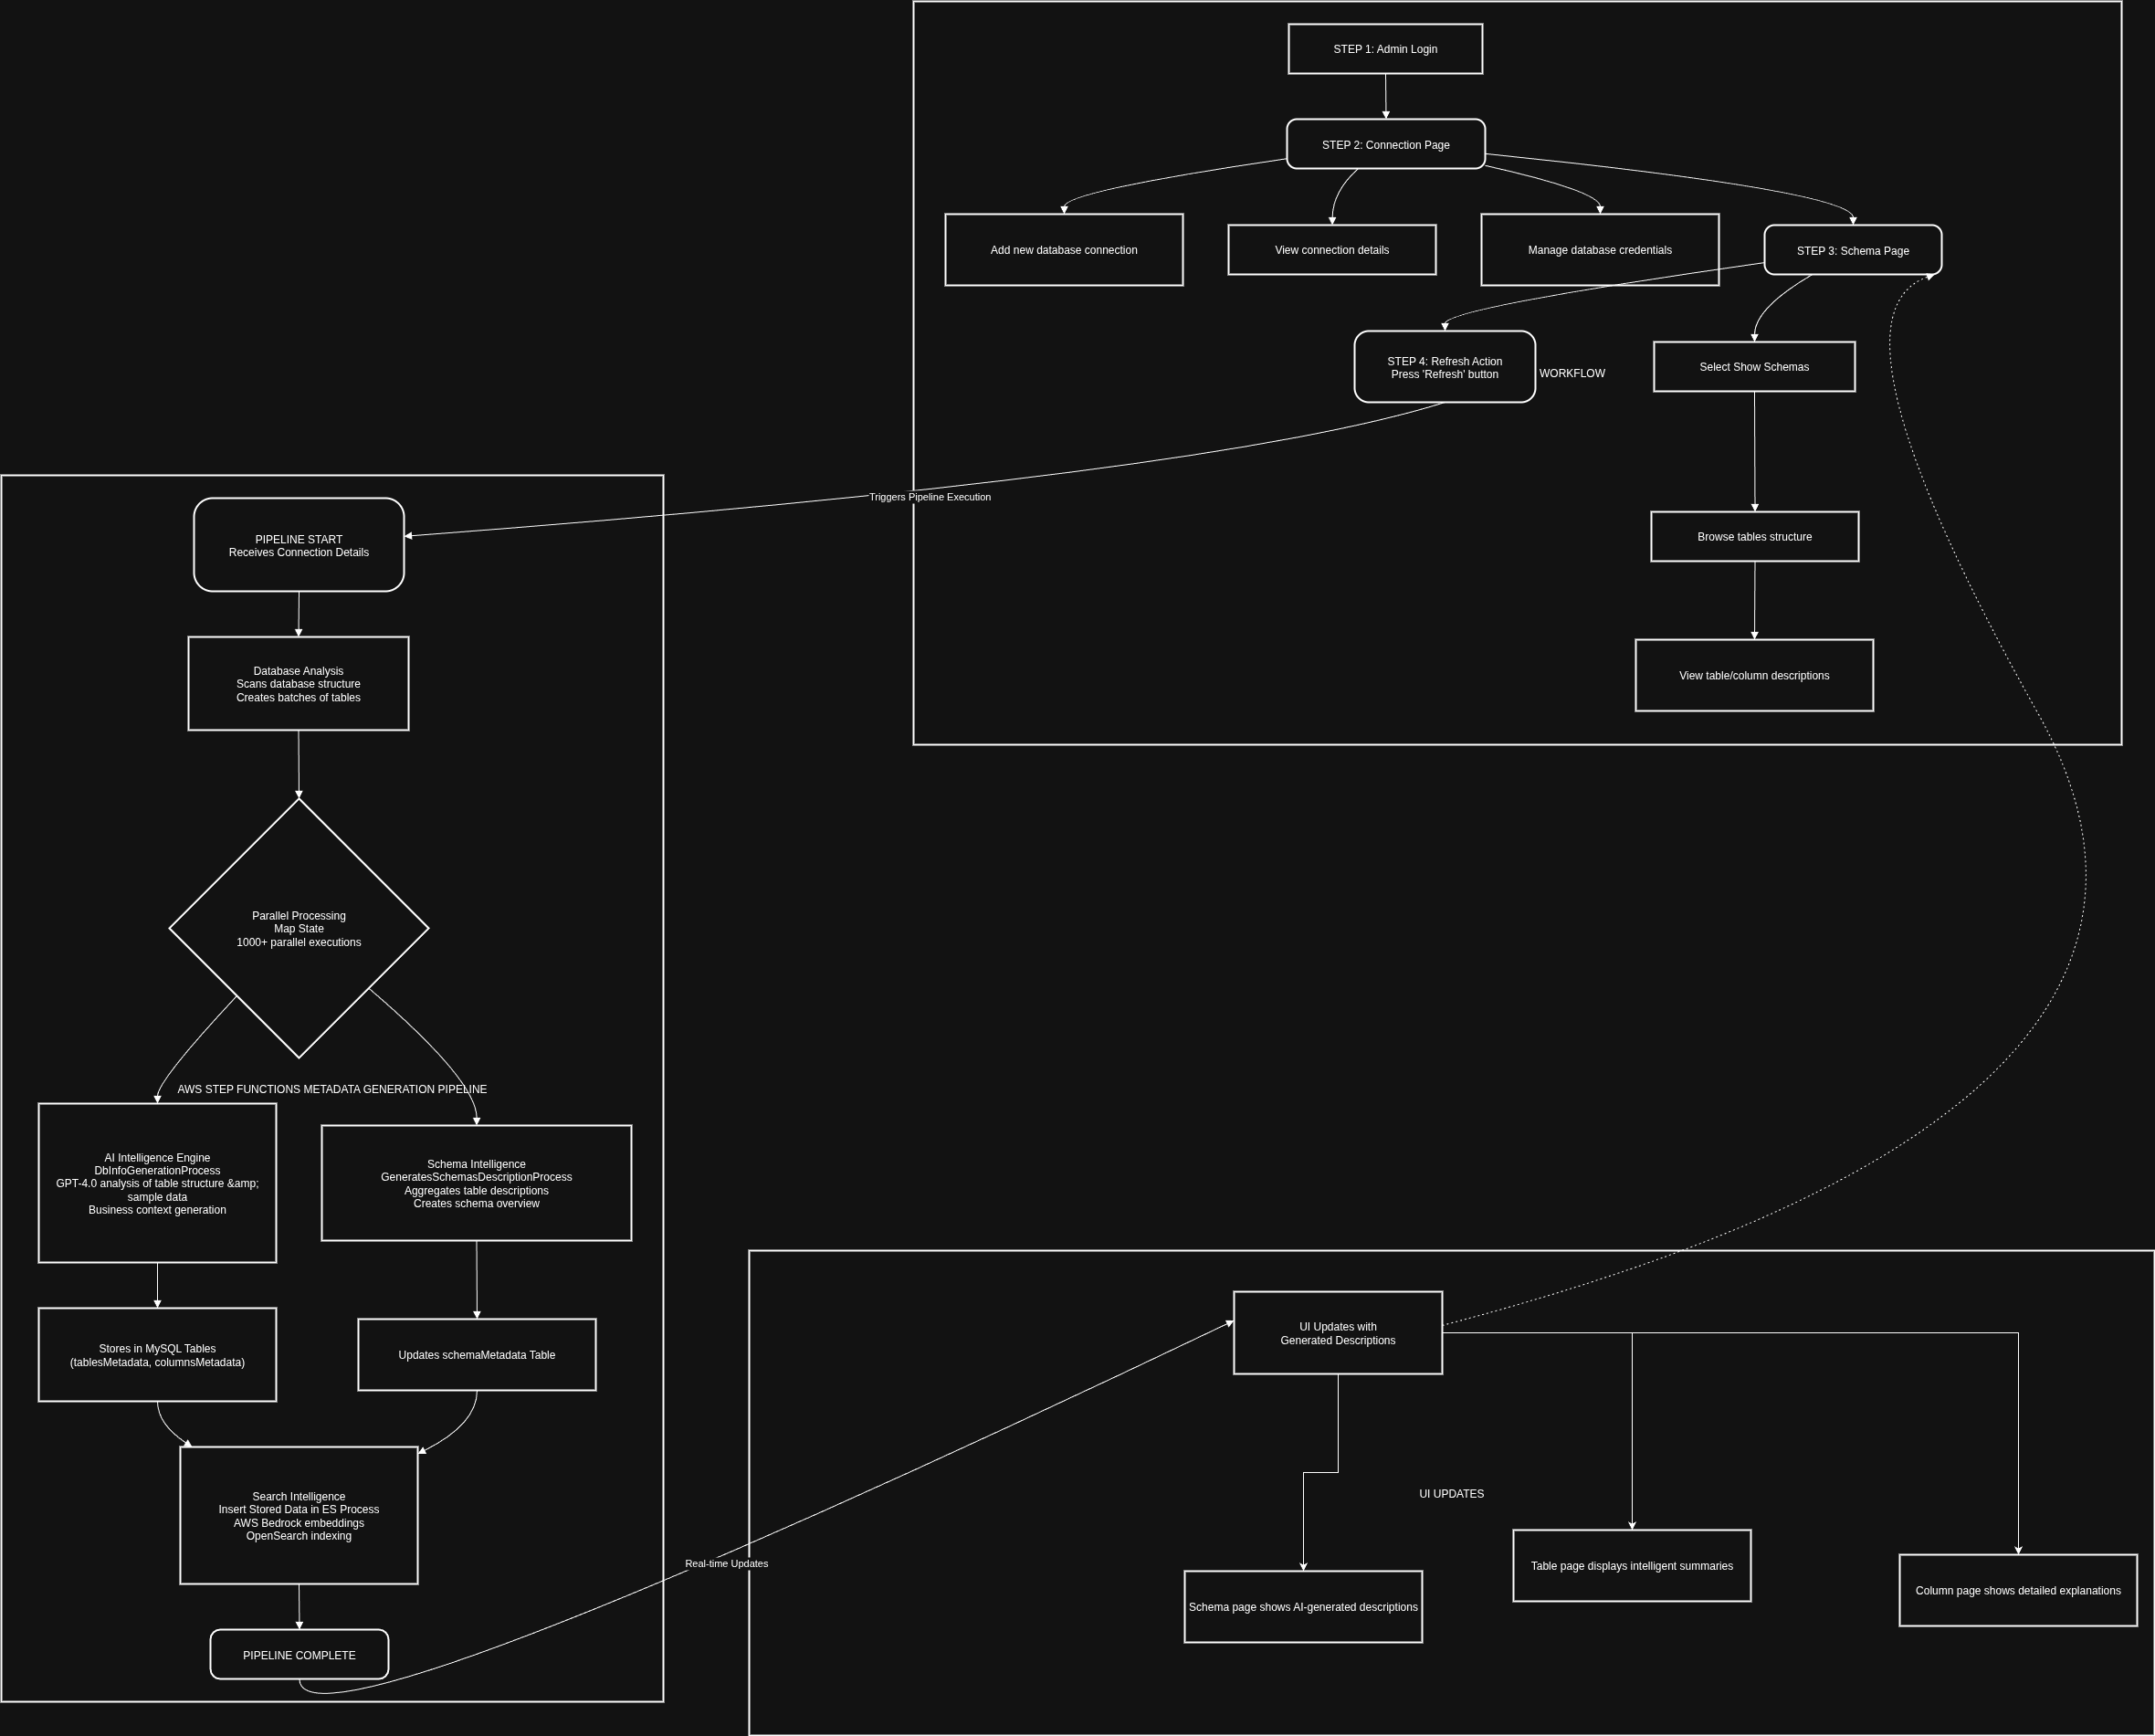 STEP 1: Admin Login
STEP 2: Connection Page
Add new database connection
View connection details
Manage database credentials
STEP 3: Schema Page
STEP 4: Refresh Action
Press 'Refresh' button
WORKFLOW
Select Show Schemas
Triggers Pipeline Execution
Browse tables structure
View table/column descriptions
PIPELINE START
Receives Connection Details
Database Analysis
Scans database structure
Creates batches of tables
Parallel Processing
Map State
1000+ parallel executions
AWS STEP FUNCTIONS METADATA GENERATION PIPELINE
AI Intelligence Engine
DbInfoGenerationProcess
GPT-4.0 analysis of table structure &amp;
sample data
Business context generation
Schema Intelligence
GeneratesSchemasDescriptionProcess
Aggregates table descriptions
Creates schema overview
Stores in MySQL Tables
(tablesMetadata, columnsMetadata)
Updates schemaMetadata Table
Search Intelligence
Insert Stored Data in ES Process
AWS Bedrock embeddings
OpenSearch indexing
PIPELINE COMPLETE
Real-time Updates
UI Updates with
Generated Descriptions
UI UPDATES
Schema page shows AI-generated descriptions
Table page displays intelligent summaries
Column page shows detailed explanations